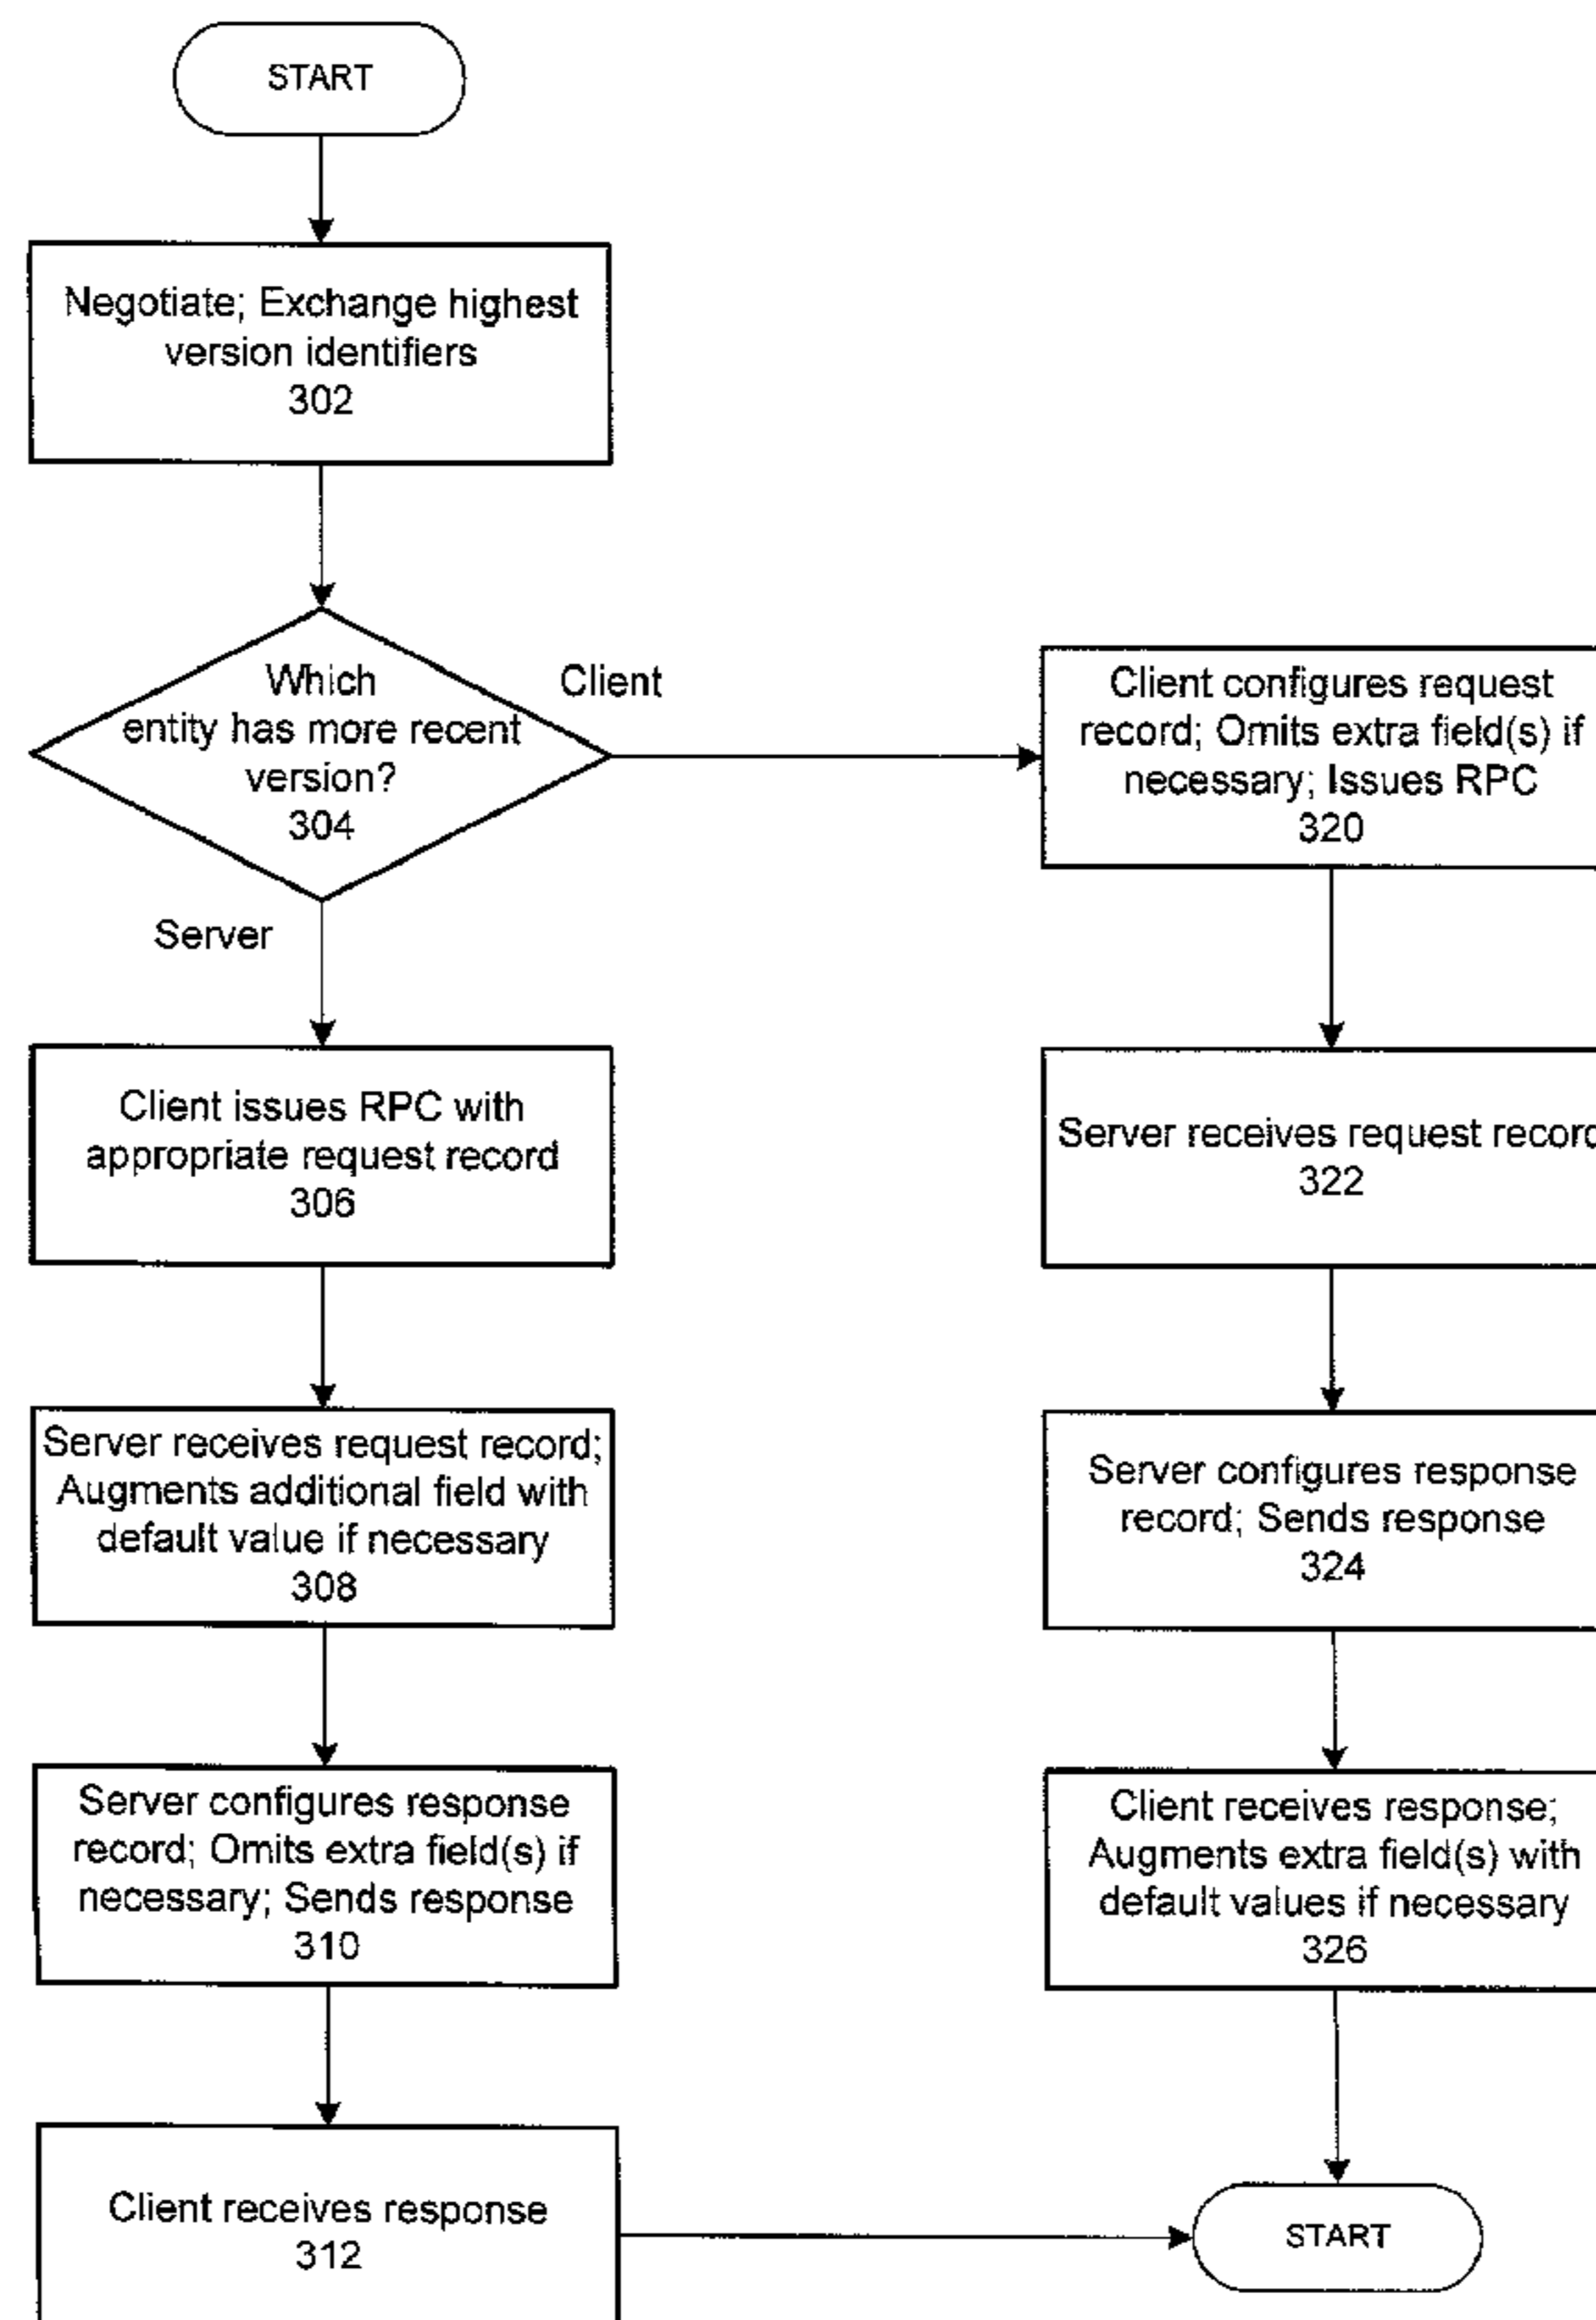 START
Negotiate; Exchange highest
version identifiers
302
Which
entity has more recent
version?
304
Client
Server
Client configures request
record; Omits extra field(s) if
necessary; Issues RPC
320
Client issues RPC with
appropriate request record
306
Server receives request record
322
Server receives request record;
Augments additional field with
default value if necessary
308
Server configures response
record; Sends response
324
Server configures response
record; Omits extra field(s) if
necessary; Sends response
310
Client receives response;
Augments extra field(s) with
default values if necessary
326
Client receives response
312
START